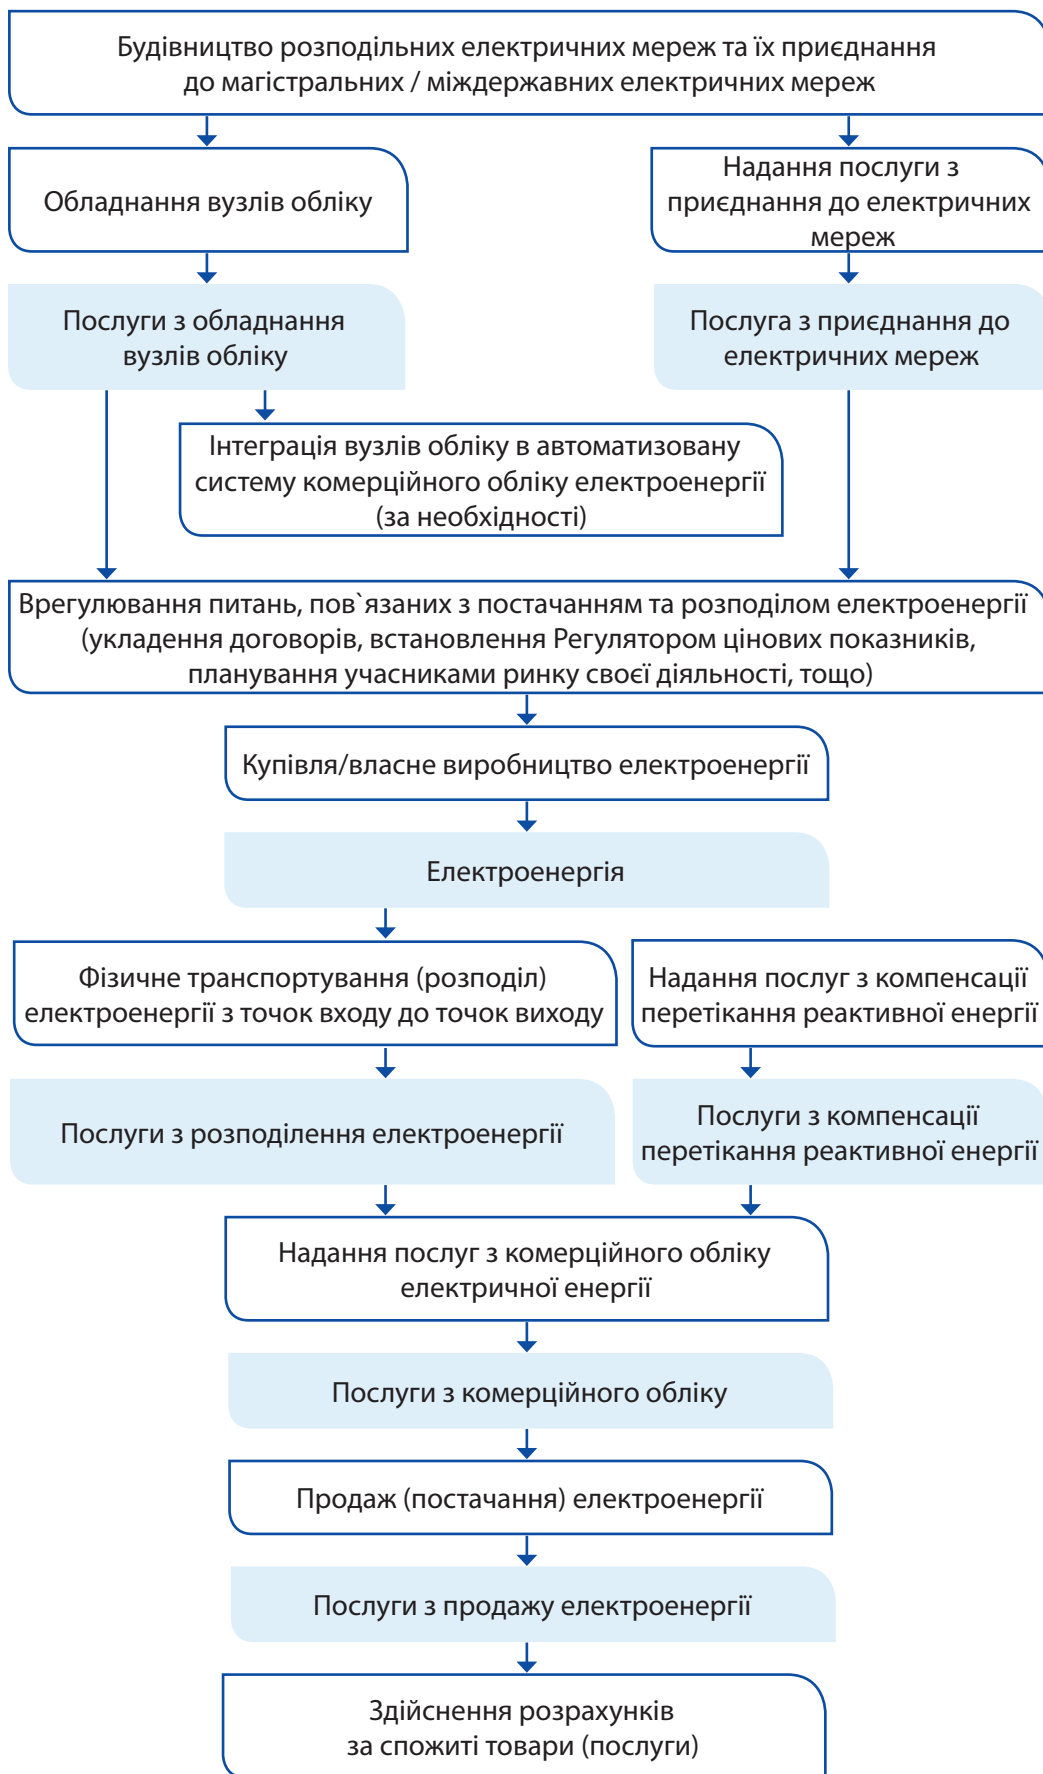 Будівництво розподільних електричних мереж та їх приєднання
до магістральних / міждержавних електричних мереж
Обладнання вузлів обліку
Надання послуги з
приєднання до електричних
мереж
Послуги з обладнання
вузлів обліку
Послуга з приєднання до
електричних мереж
Інтеграція вузлів обліку в автоматизовану
систему комерційного обліку електроенергії
(за необхідності)
Врегулювання питань, пов`язаних з постачанням та розподілом електроенергії
(укладення договорів, встановлення Регулятором цінових показників,
планування учасниками ринку своєї діяльності, тощо)
Купівля/власне виробництво електроенергії
Електроенергія
Фізичне транспортування (розподіл)
електроенергії з точок входу до точок виходу
Надання послуг з компенсації
перетікання реактивної енергії
Послуги з розподілення електроенергії
Послуги з компенсації
перетікання реактивної енергії
Надання послуг з комерційного обліку
електричної енергії
Послуги з комерційного обліку
Продаж (постачання) електроенергії
Послуги з продажу електроенергії
Здійснення розрахунків
за спожиті товари (послуги)